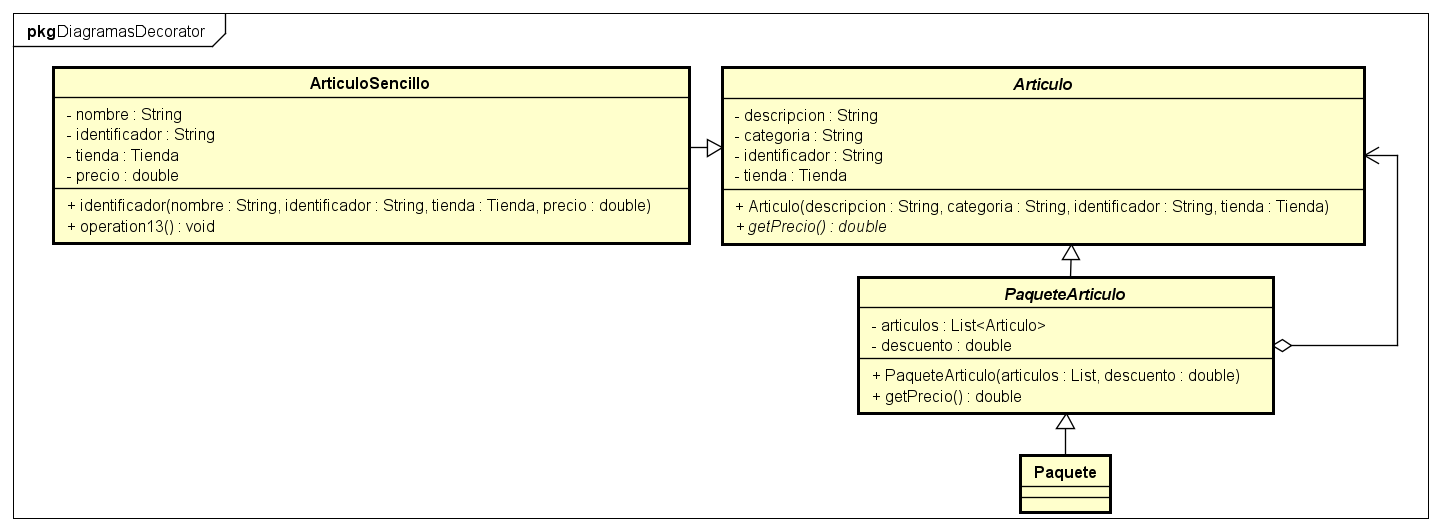 pkgDiagramasDecorator
ArticuloSencillo
- nombre : String
- identificador : String
- tienda : Tienda
- precio : double
+ identificador(nombre : String, identificador : String, tienda : Tienda, precio : double)
+ operation13() : void
Articulo
- descripcion : String
- categoria : String
- identificador : String
- tienda : Tienda
+ Articulo(descripcion : String, categoria : String, identificador : String, tienda : Tienda)
+ getPrecio() : double
PaqueteArticulo
- articulos : List<Articulo>
- descuento : double
+ PaqueteArticulo(articulos : List, descuento : double)
+ getPrecio() : double
Paquete